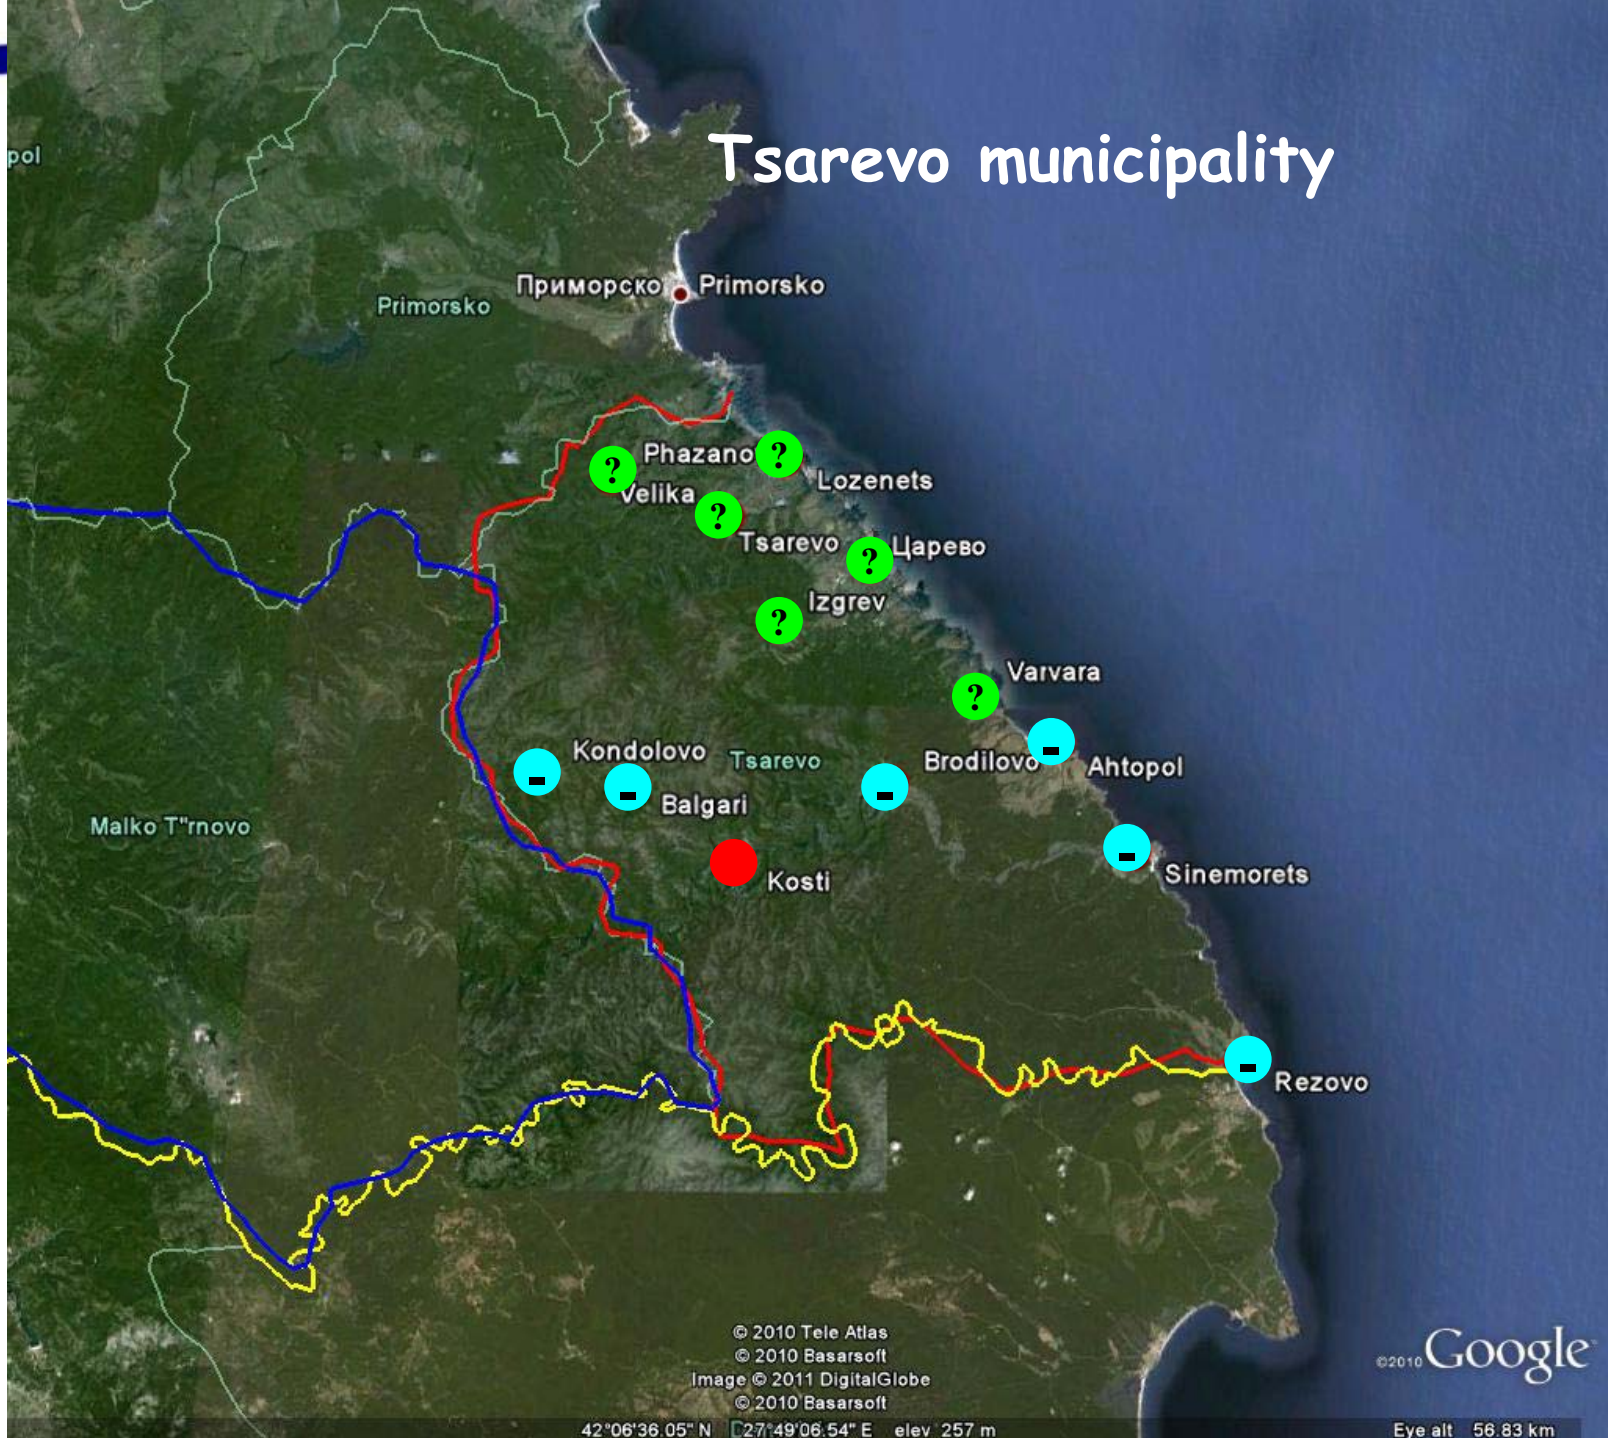 Tsarevo municipality
pol
Приморско
Primorsko
Primorsko
Phazano
?
?
Lozenets
Velika
?
Tsarevo
?
Царево
Izgrev
?
Varvara
?
Kondolovo
Tsarevo
Brodilovo
-
Ahtopol
-
-
-
Balgari
Malko T"rnovo
-
Kosti
Sinemorets
-
Rezovo
© 2010 Tele Atlas
© 2010 Basarsoft
Image © 2011 DigitalGlobe
© 2010 Basarsoft
©2010 Google
42°06'36.05" N 27°49'06.54" E elev 257 m
Eye alt 56.83 km